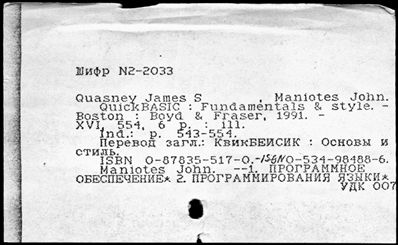 Шифр N2-2033
Quasney James S , Maniotes John.
QuickBASIC : Fundamentals & style. -
Boston : Boyd & Fraser, 1991. -
XVI, 554, 6 p. : ill.
Ind.: p. 543-554.
Перевод загл.: КвикБЕЙСИК : Основы и
стиль.
ISBN 0-87835-517-0,-ISBN 0-534-98488-6.
Maniotes John. --1. ПРОГРАММНОЕ
ОБЕСПЕЧЕНИЕ* 2. ПРОГРАММИРОВАНИЯ ЯЗЫКИ*
УДК 007